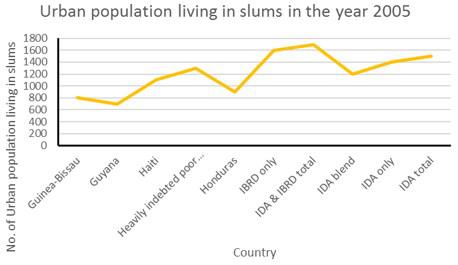 Urban population living in slums in the year 2005
No. of Urban population living in slums
1800
1600
1400
1200
1000
800
600
400
200
0
Guinea-Bissau
Guyana
Haiti
Heavily indebted poor...
Honduras
IBRD only
IDA & IBRD total
IDA blend
IDA only
IDA total
Country